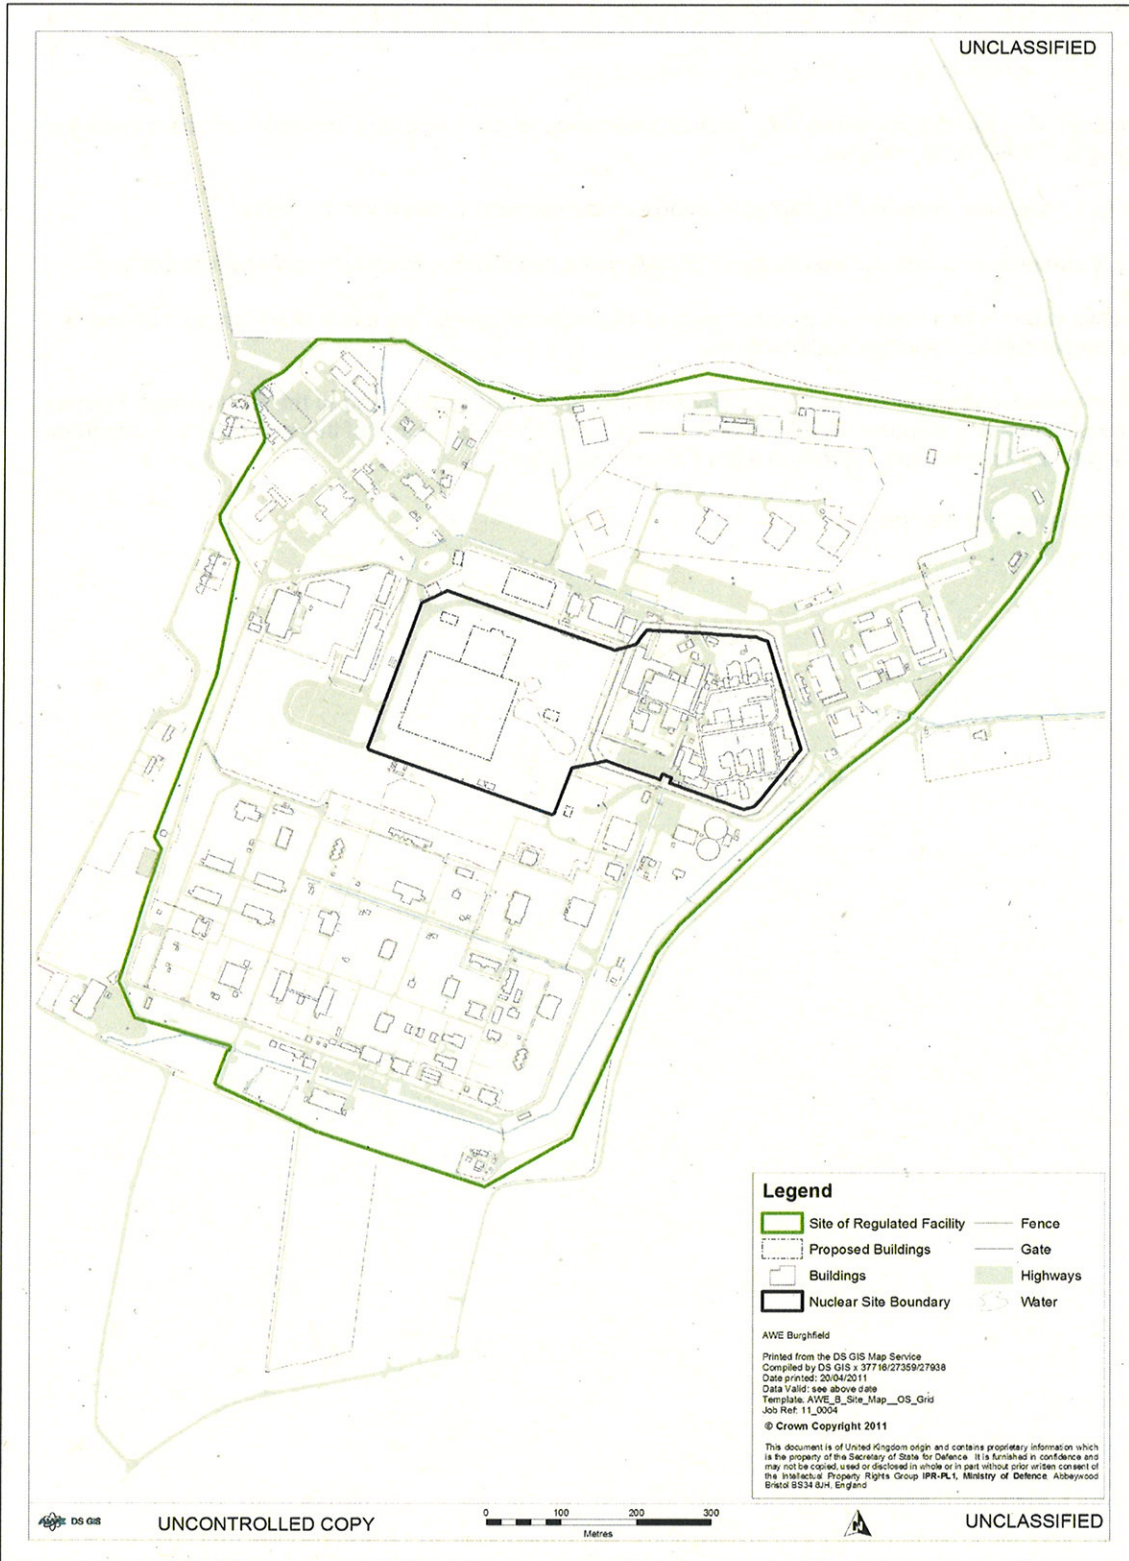 UNCLASSIFIED
Legend
Site of Regulated Facility
Fence
Proposed Buildings
Gate
Buildings
Highways
Nuclear Site Boundary
Water
AWE Burghfield
Printed from the DS GIS Map Service
Compiled by DS GIS x 37716/27359/27938
Date printed: 20/04/2011
Data Valid: see above date
Template: AWE_B_Site_Map__OS_Grid
Job Ref: 11_0004
© Crown Copyright 2011
This document is of United Kingdom origin and contains proprietary information which
is the property of the Secretary of State for Defence. It is furnished in confidence and
may not be copied, used or disclosed in whole or in part without prior written consent of
the Intellectual Property Rights Group IPR-PL1, Ministry of Defence. Abbeywood
Bristol BS34 8JH, England
AWE DS GIS
UNCONTROLLED COPY
0 100 200 300
Metres
UNCLASSIFIED